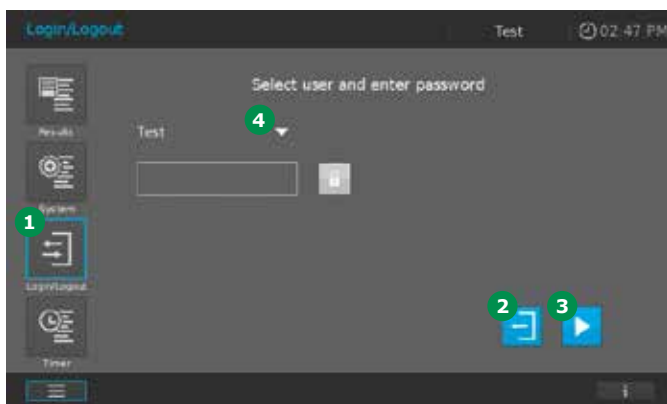 Login/Logout
Test
02:47 PM
Select user and enter password
4
Test
Results
System
1
Login/Logout
2
3
Timer
i